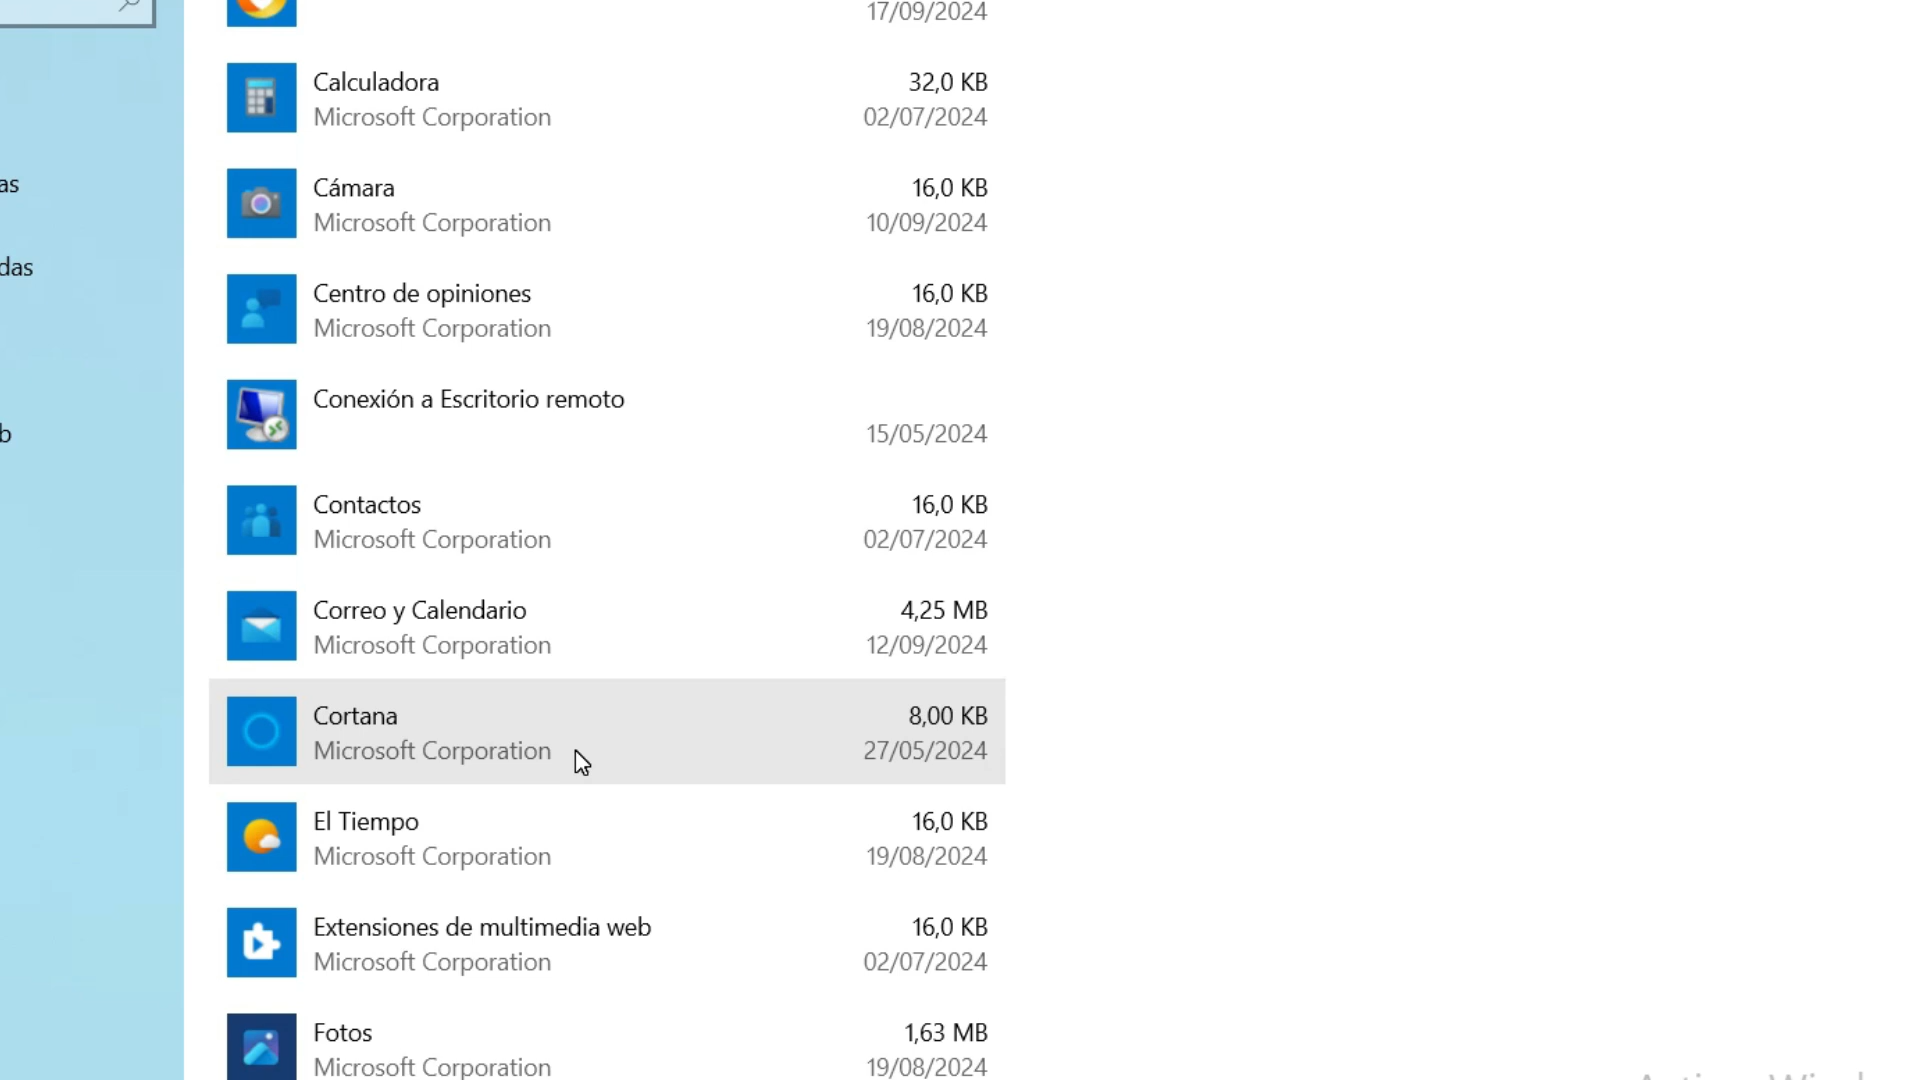 17/09/2024
Calculadora 32,0 KB
Microsoft Corporation 02/07/2024
as
Cámara 16,0 KB
Microsoft Corporation 10/09/2024
das
Centro de opiniones 16,0 KB
Microsoft Corporation 19/08/2024
Conexión a Escritorio remoto
b
15/05/2024
Contactos 16,0 KB
Microsoft Corporation 02/07/2024
Correo y Calendario 4,25 MB
Microsoft Corporation 12/09/2024
Cortana 8,00 KB
Microsoft Corporation 27/05/2024
El Tiempo 16,0 KB
Microsoft Corporation 19/08/2024
Extensiones de multimedia web 16,0 KB
Microsoft Corporation 02/07/2024
Fotos 1,63 MB
Microsoft Corporation 19/08/2024